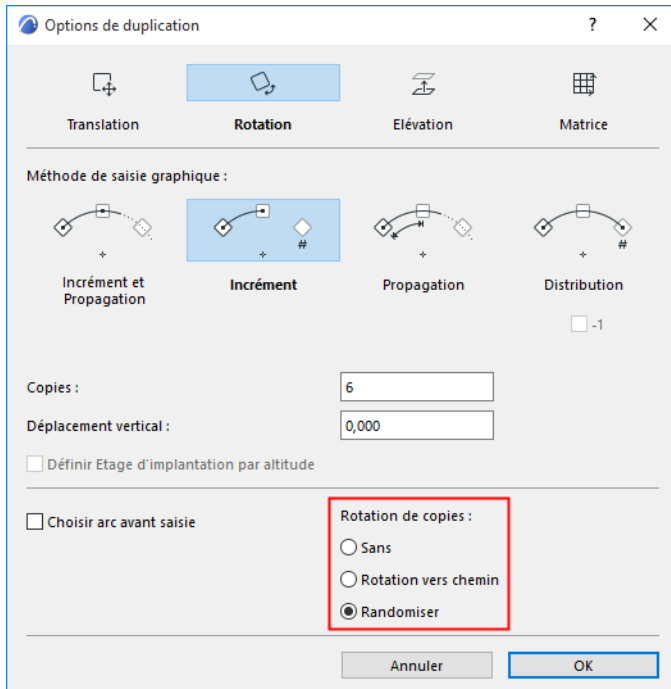 Options de duplication
?
Translation
Rotation
Elévation
Matrice
Méthode de saisie graphique :
#
#
Incrément et
Propagation
Incrément
Propagation
Distribution
-1
Copies :
6
Déplacement vertical :
0,000
Définir Etage d'implantation par altitude
Choisir arc avant saisie
Rotation de copies :
Sans
Rotation vers chemin
Randomiser
Annuler
OK